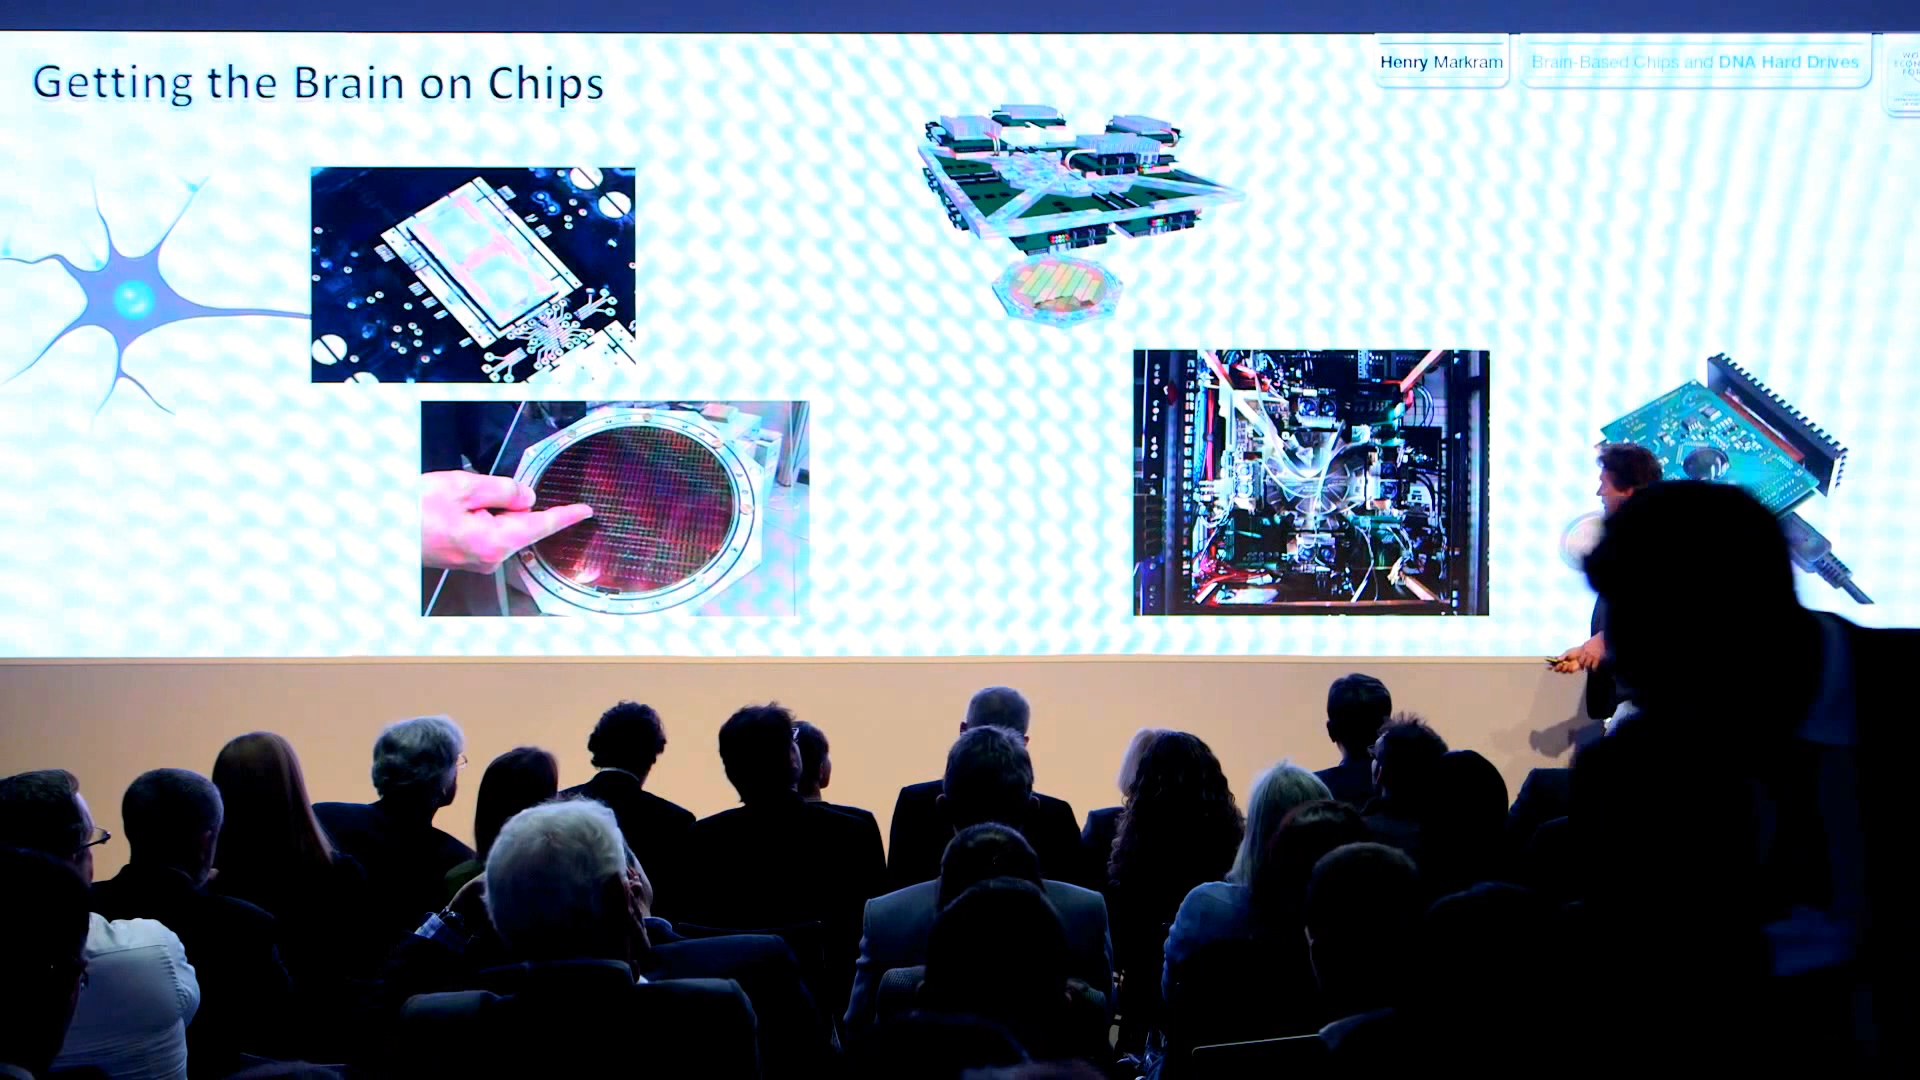 Getting the Brain on Chips
Henry Markram
Brain-Based Chips and DNA Hard Drives